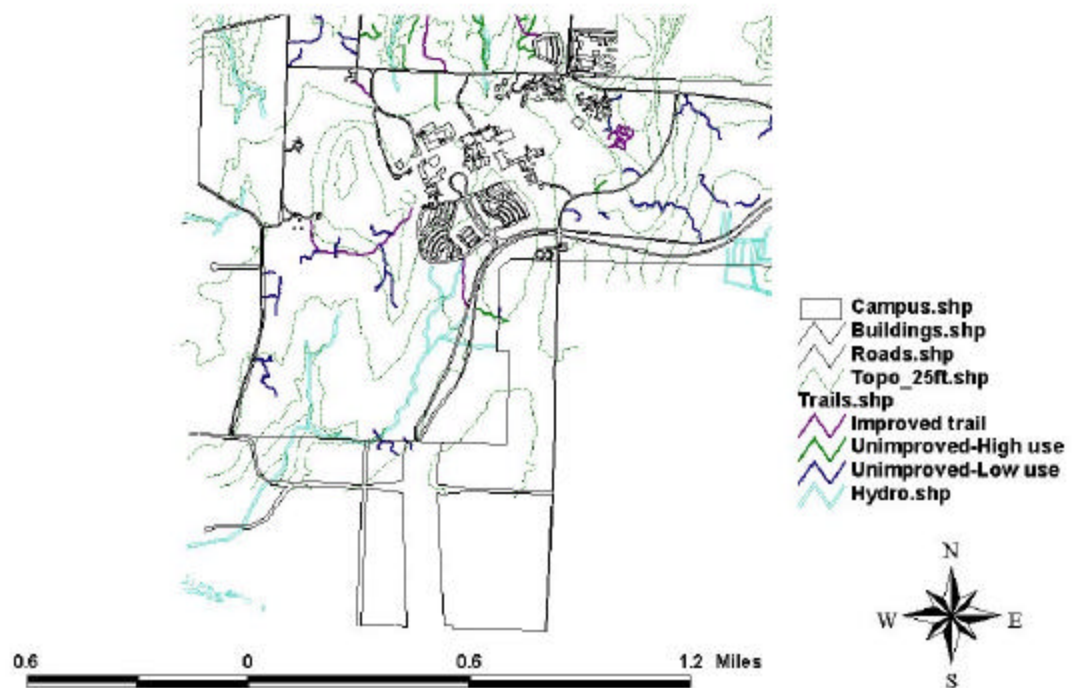 Campus.shp
Buildings.shp
Roads.shp
Topo_25ft.shp
Trails.shp
Improved trail
Unimproved-High use
Unimproved-Low use
Hydro.shp
N
W E
S
0.6 0 0.6 1.2 Miles